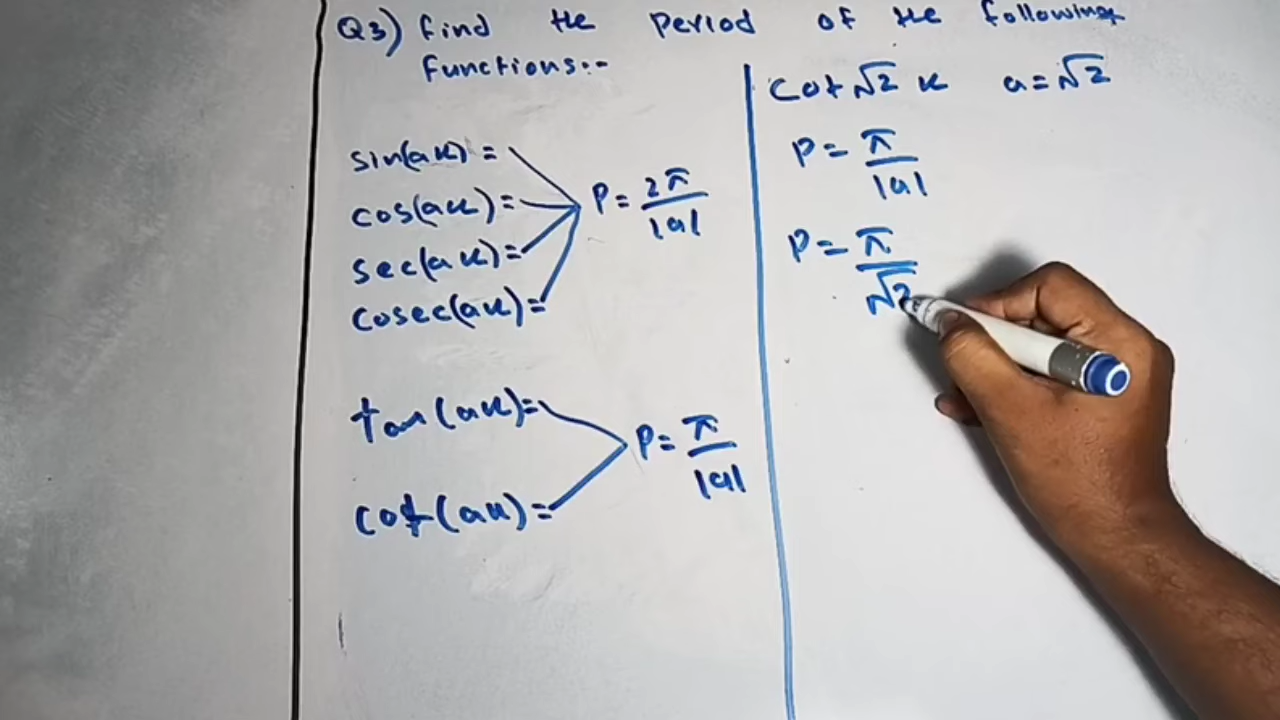 Q3) find the period of the following
functions:-
sin(ax) =
cos(ax) =
sec(ax) =
cosec(ax) =
P = 2π/|a|
tan(ax) =
cot(ax) =
P = π/|a|
cot √2 x a = √2
P = π/|a|
P = π/√2